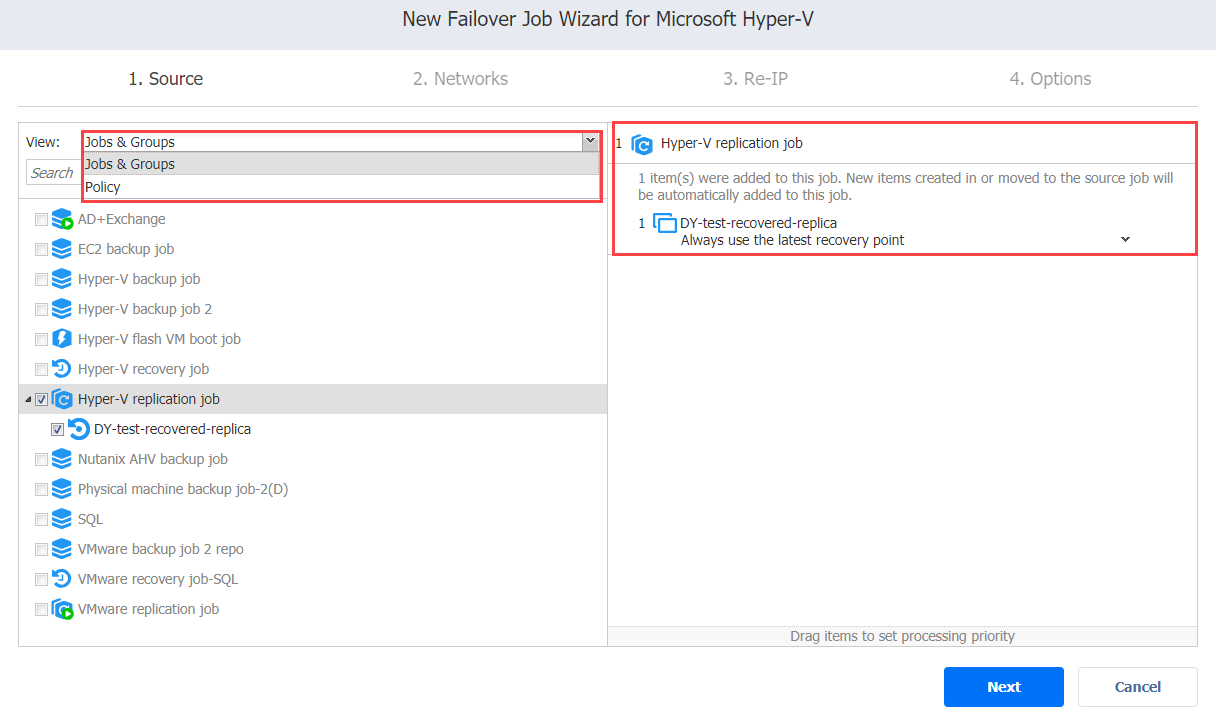 New Failover Job Wizard for Microsoft Hyper-V
1. Source
2. Networks
3. Re-IP
4. Options
View:
Jobs & Groups
Jobs & Groups
Policy
Search
AD+Exchange
EC2 backup job
Hyper-V backup job
Hyper-V backup job 2
Hyper-V flash VM boot job
Hyper-V recovery job
Hyper-V replication job
DY-test-recovered-replica
Nutanix AHV backup job
Physical machine backup job-2(D)
SQL
VMware backup job 2 repo
VMware recovery job-SQL
VMware replication job
1 Hyper-V replication job
1 item(s) were added to this job. New items created in or moved to the source job will
be automatically added to this job.
1 DY-test-recovered-replica
Always use the latest recovery point
Drag items to set processing priority
Next
Cancel